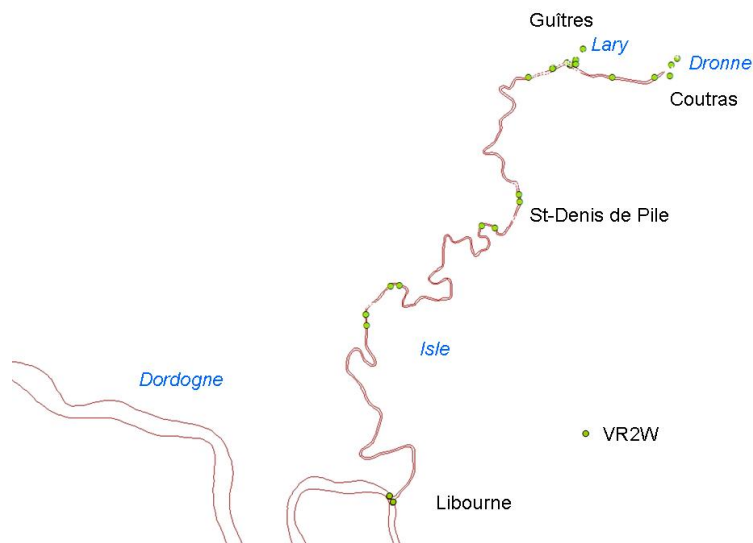 Guîtres
Lary
Dronne
Coutras
St-Denis de Pile
Isle
Dordogne
VR2W
Libourne